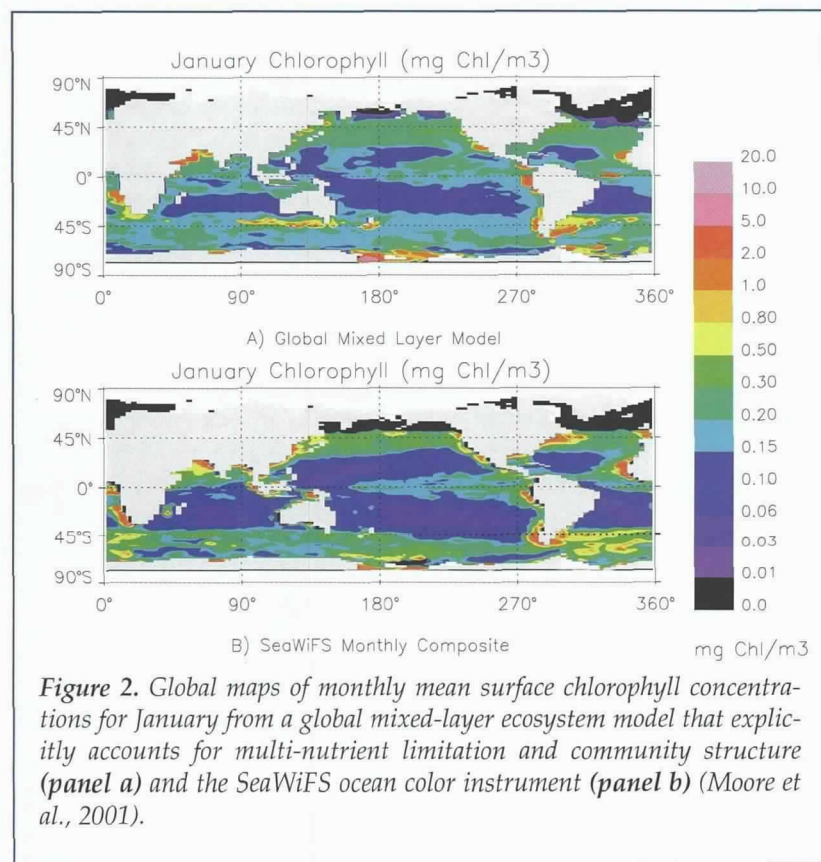 January Chlorophyll (mg Chl/m3)
90°N
45°N
0°
45°S
90°S
0° 90° 180° 270° 360°
A) Global Mixed Layer Model
January Chlorophyll (mg Chl/m3)
90°N
45°N
0°
45°S
90°S
0° 90° 180° 270° 360°
B) SeaWiFS Monthly Composite
20.0
10.0
5.0
2.0
1.0
0.80
0.50
0.30
0.20
0.15
0.10
0.06
0.03
0.01
0.0
mg Chl/m3
Figure 2. Global maps of monthly mean surface chlorophyll concentra-
tions for January from a global mixed-layer ecosystem model that explic-
itly accounts for multi-nutrient limitation and community structure
(panel a) and the SeaWiFS ocean color instrument (panel b) (Moore et
al., 2001).